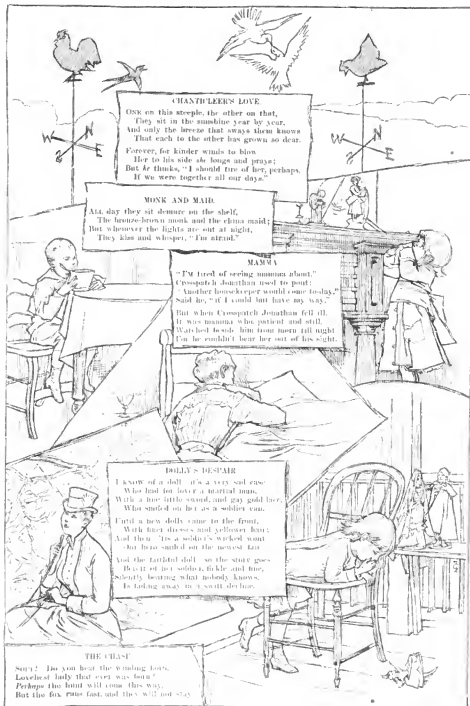 CHANTICLEER'S LOVE
ONE on this steeple, the other on that,
They sit in the sunshine year by year,
And only the breeze that sways them knows
That each to the other has grown so dear.
Forever, for kinder winds to blow
Her to his side she longs and prays;
But he thinks, "I should tire of her, perhaps,
If we were together all our days."
W N
S E
W N
S E
MONK AND MAID
ALL day they sit demure on the shelf,
The bronze-brown monk and the china maid;
But whenever the lights are out at night,
They kiss and whisper, "I'm afraid."
MAMMA
"I'M tired of seeing mamma about,"
Crosspatch Jonathan used to pout;
"Another housekeeper would come to-day,"
Said he, "if I could but have my way."
But when Crosspatch Jonathan fell ill,
It was mamma who, patient and still,
Watched beside him from morn till night
For he couldn't bear her out of his sight.
DOLLY'S DESPAIR
I know of a doll—it's a very sad case
Who had for lover a martial man,
With a fine little sword, and gay gold lace,
Who smiled on her as a soldier can,
Until a new dolly came to the front,
With finer dresses and yellower hair;
And then—'tis a soldier's wicked wont
Our hero smiled on the newest fair
And the faithful doll—so the story goes
Bereft of her soldier, fickle and fine,
Silently bearing what nobody knows,
Is fading away in a swift decline.
THE CHASE
SOFT! Do you hear the winding horn,
Loveliest lady that ever was born?
Perhaps the hunt will come this way,
But the fox runs fast, and they will not stay